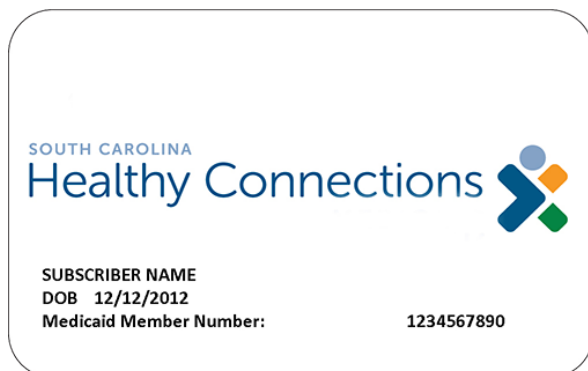 SOUTH CAROLINA
Healthy Connections
SUBSCRIBER NAME
DOB 12/12/2012
Medicaid Member Number: 1234567890